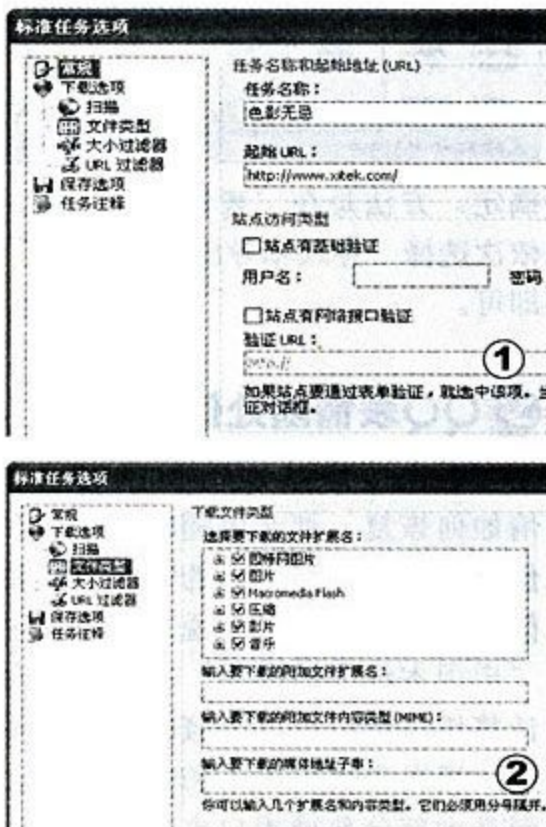 标准任务选项
常规
下载选项
扫描
文件类型
大小过滤器
URL 过滤器
保存选项
任务注释
任务名称和起始地址(URL)
任务名称：
色影无忌
起始 URL：
http://www.xitek.com/
站点访问类型
站点有基础验证
用户名：
密码
站点有网络接口验证
验证 URL：
①
如果站点要通过表单验证，就选中该项。
证对话框。
标准任务选项
常规
下载选项
扫描
文件类型
大小过滤器
URL 过滤器
保存选项
任务注释
下载文件类型
选择要下载的文件扩展名：
因特网图片
图片
Macromedia Flash
压缩
影片
音乐
输入要下载的附加文件扩展名：
输入要下载的附加文件内容类型(MIME)：
输入要下载的媒体地址子串：
②
你可以输入几个扩展名和内容类型。它们必须用分号隔开。